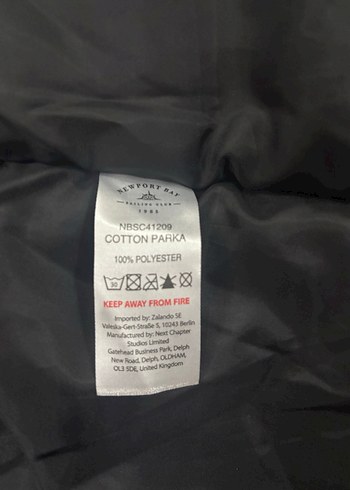 NEWPORT BAY
SAILING CLUB
NBSC41209
COTTON PARKA
100% POLYESTER
30
KEEP AWAY FROM FIRE
Imported by: Zalando SE
Valeska-Gert-Straße 5, 10243 Berlin
Manufactured by: Next Chapter
Studios Limited
Gatehead Business Park, Delph
New Road, Delph, OLDHAM,
OL3 5DE, United Kingdom